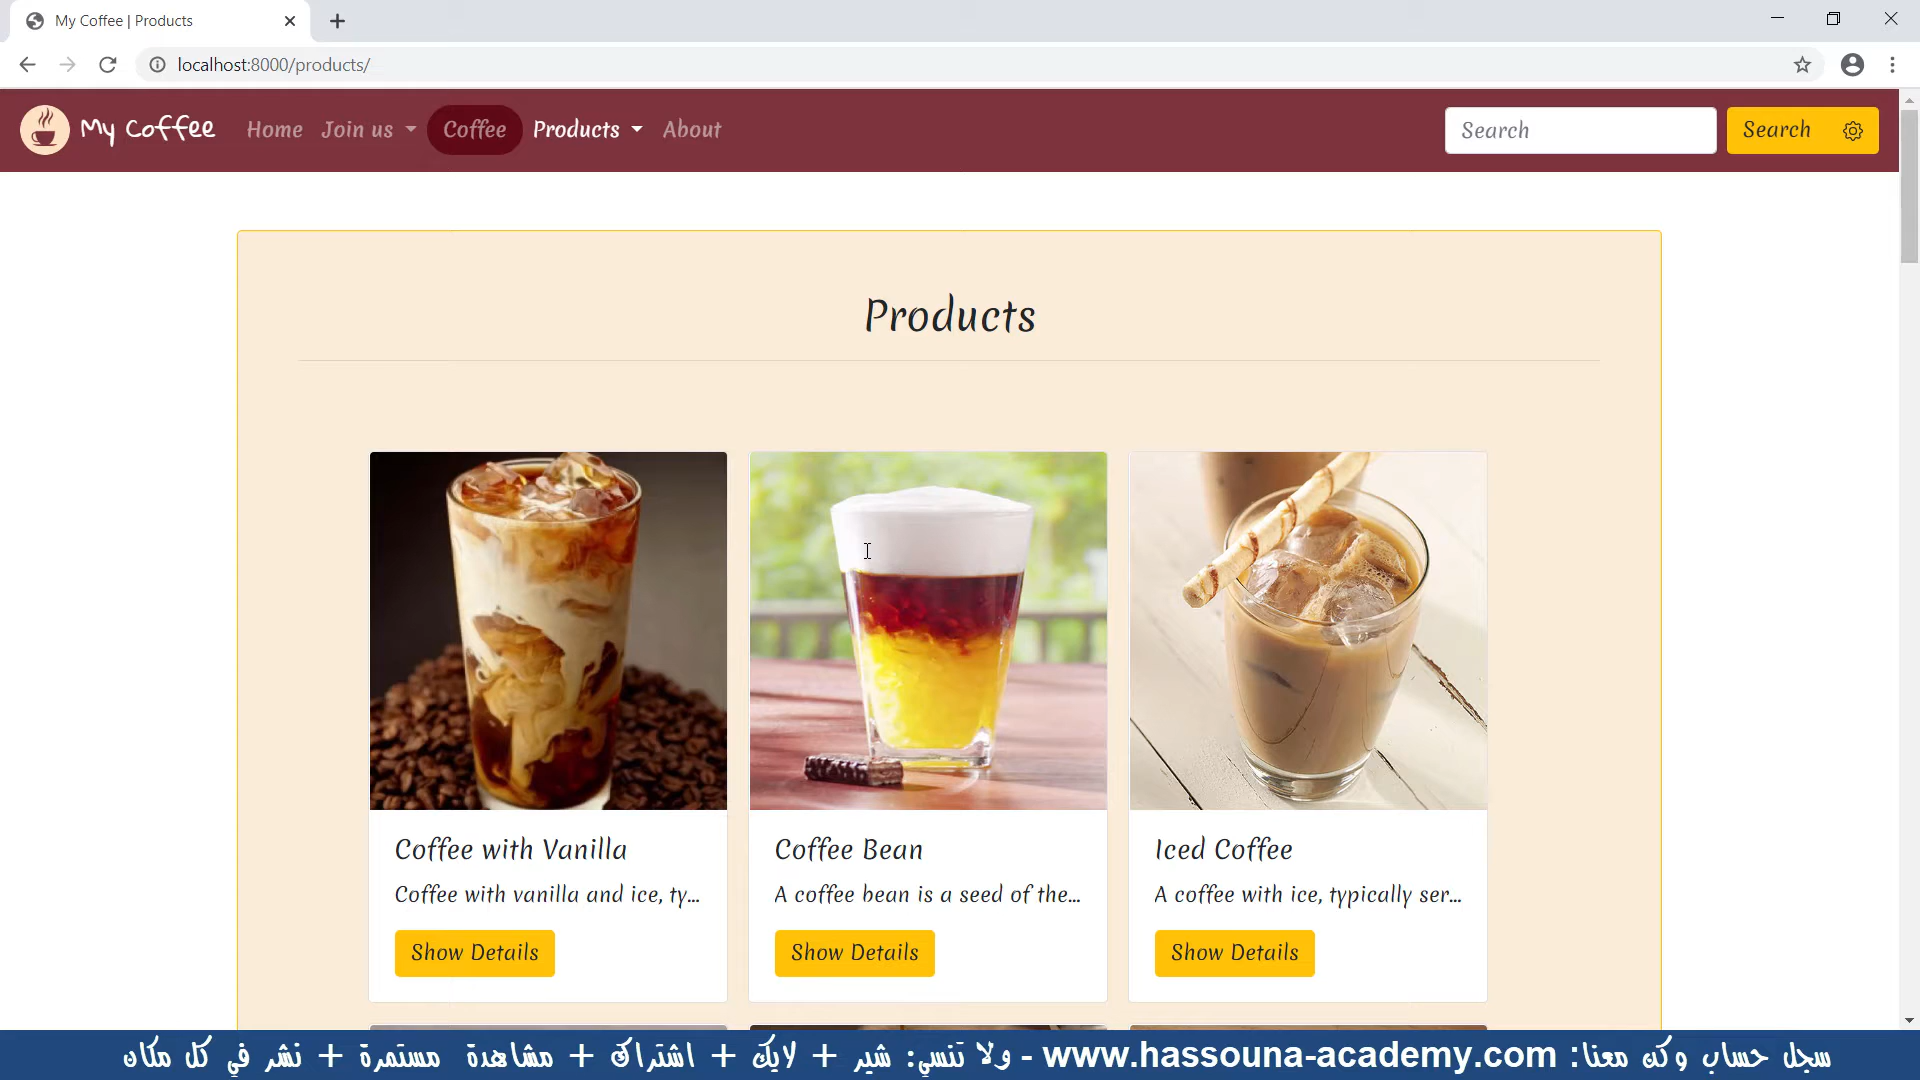 My Coffee | Products
localhost:8000/products/
My Coffee Home Join us Coffee Products About Search Search
Products
Coffee with Vanilla
Coffee with vanilla and ice, ty...
Show Details
Coffee Bean
A coffee bean is a seed of the...
Show Details
Iced Coffee
A coffee with ice, typically ser...
Show Details
سجل حساب وكن معنا: www.hassouna-academy.com - ولا تنسى: شير + لايك + اشتراك + مشاهدة مستمرة + نشر في كل مكان